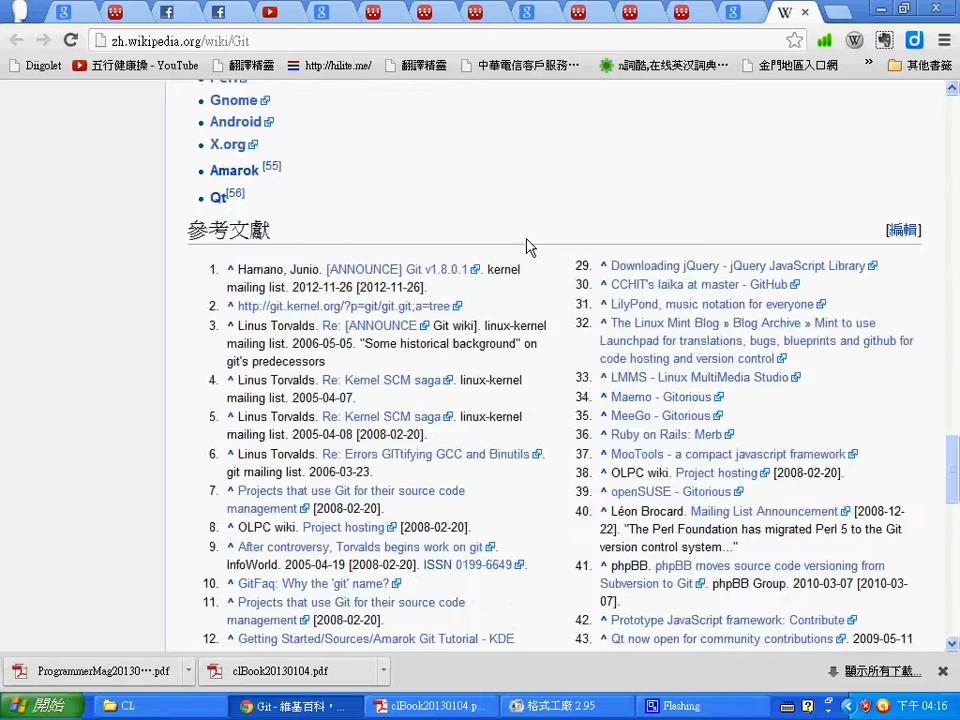 zh.wikipedia.org/wiki/Git
Diigolet
五行健康操 - YouTube
翻譯精靈
http://hilite.me/
翻譯精靈
中華電信客戶服務…
n詞酷,在线英汉詞典…
金門地區入口網
»
其他書籤
Gnome
Android
X.org
Amarok [55]
Qt[56]
參考文獻
[編輯]
1. ^ Hamano, Junio. [ANNOUNCE] Git v1.8.0.1. kernel
mailing list. 2012-11-26 [2012-11-26].
2. ^ http://git.kernel.org/?p=git/git.git;a=tree
3. ^ Linus Torvalds. Re: [ANNOUNCE Git wiki]. linux-kernel
mailing list. 2006-05-05. "Some historical background" on
git's predecessors
4. ^ Linus Torvalds. Re: Kernel SCM saga. linux-kernel
mailing list. 2005-04-07.
5. ^ Linus Torvalds. Re: Kernel SCM saga. linux-kernel
mailing list. 2005-04-08 [2008-02-20].
6. ^ Linus Torvalds. Re: Errors GITtifying GCC and Binutils.
git mailing list. 2006-03-23.
7. ^ Projects that use Git for their source code
management [2008-02-20].
8. ^ OLPC wiki. Project hosting [2008-02-20].
9. ^ After controversy, Torvalds begins work on git.
InfoWorld. 2005-04-19 [2008-02-20]. ISSN 0199-6649.
10. ^ GitFaq: Why the 'git' name?
11. ^ Projects that use Git for their source code
management [2008-02-20].
12. ^ Getting Started/Sources/Amarok Git Tutorial - KDE
29. ^ Downloading jQuery - jQuery JavaScript Library
30. ^ CCHIT's laika at master - GitHub
31. ^ LilyPond, music notation for everyone
32. ^ The Linux Mint Blog » Blog Archive » Mint to use
Launchpad for translations, bugs, blueprints and github for
code hosting and version control
33. ^ LMMS - Linux MultiMedia Studio
34. ^ Maemo - Gitorious
35. ^ MeeGo - Gitorious
36. ^ Ruby on Rails: Merb
37. ^ MooTools - a compact javascript framework
38. ^ OLPC wiki. Project hosting [2008-02-20].
39. ^ openSUSE - Gitorious
40. ^ Léon Brocard. Mailing List Announcement [2008-12-
22]. "The Perl Foundation has migrated Perl 5 to the Git
version control system..."
41. ^ phpBB. phpBB moves source code versioning from
Subversion to Git. phpBB Group. 2010-03-07 [2010-03-
07].
42. ^ Prototype JavaScript framework: Contribute
43. ^ Qt now open for community contributions. 2009-05-11
ProgrammerMag20130⋯.pdf
clBook20130104.pdf
顯示所有下載...
開始
CL
Git - 維基百科，...
clBook20130104.p...
格式工廠 2.95
Flashing
下午 04:16